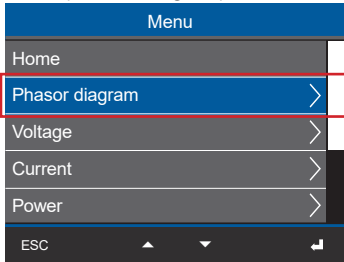 Menu
Home
Phasor diagram
Voltage
Current
Power
ESC